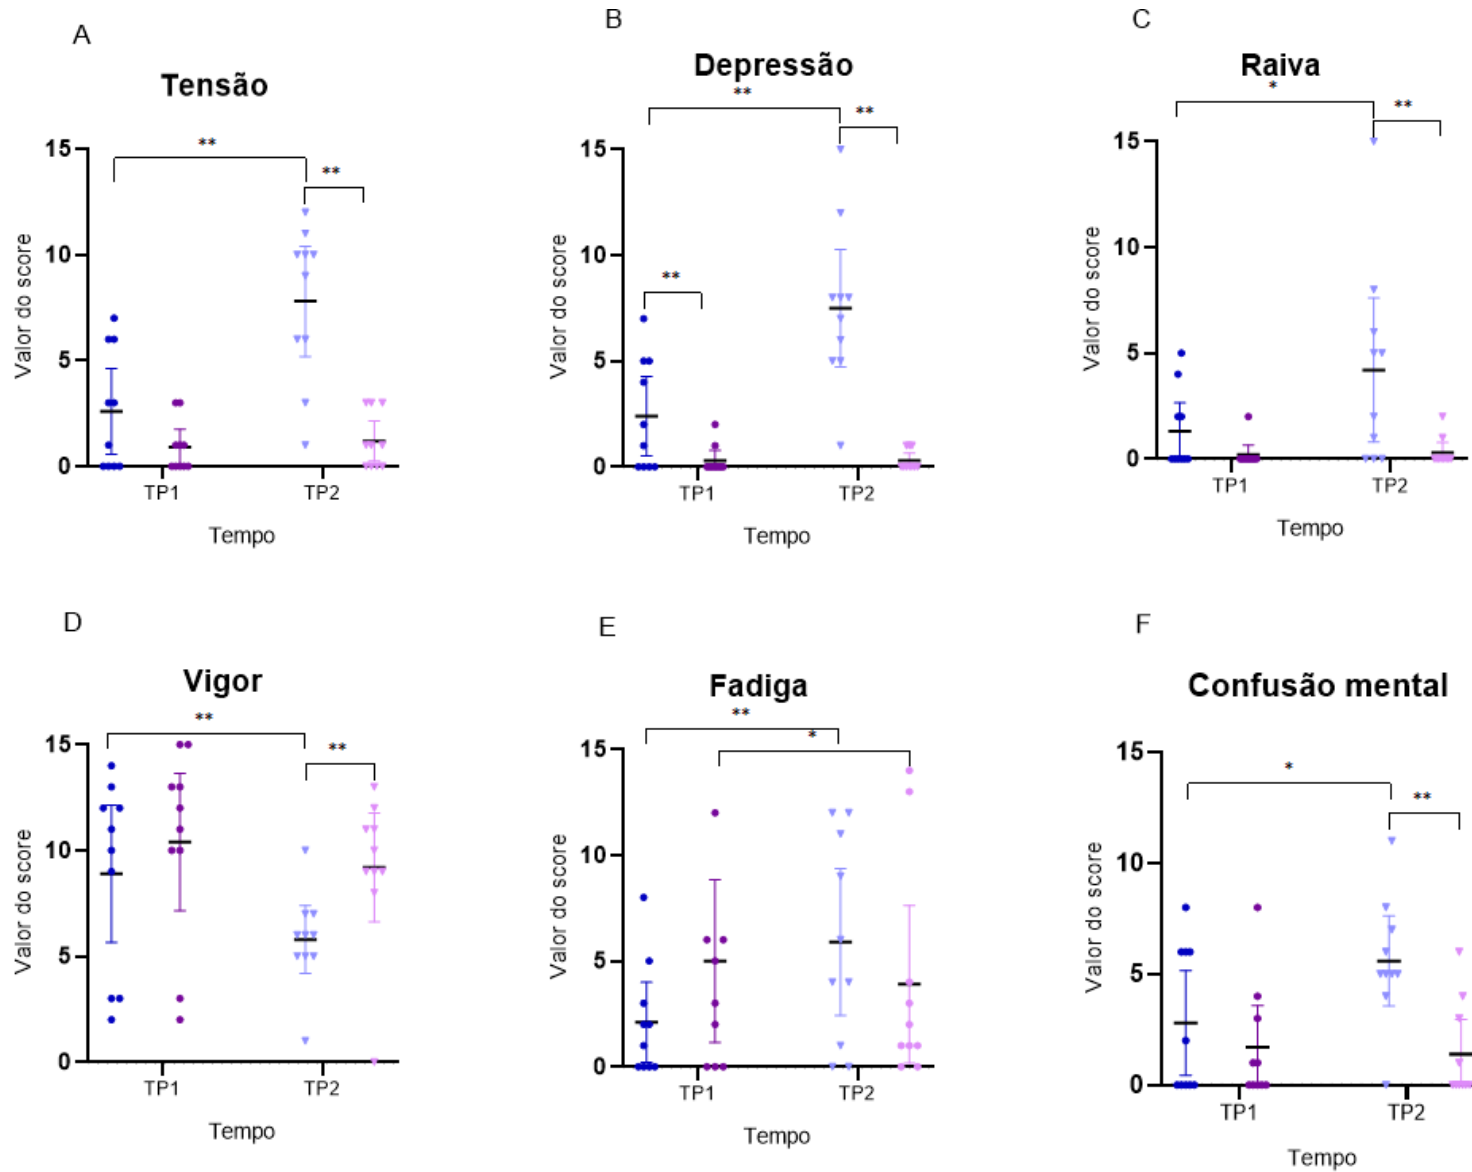 A
Tensão
**
**
15
10
5
0
Valor do score
TP1
TP2
Tempo
B
Depressão
**
**
**
15
10
5
0
Valor do score
TP1
TP2
Tempo
C
Raiva
*
**
15
10
5
0
Valor do score
TP1
TP2
Tempo
D
Vigor
**
**
15
10
5
0
Valor do score
TP1
TP2
Tempo
E
Fadiga
**
*
15
10
5
0
Valor do score
TP1
TP2
Tempo
F
Confusão mental
*
**
15
10
5
0
Valor do score
TP1
TP2
Tempo